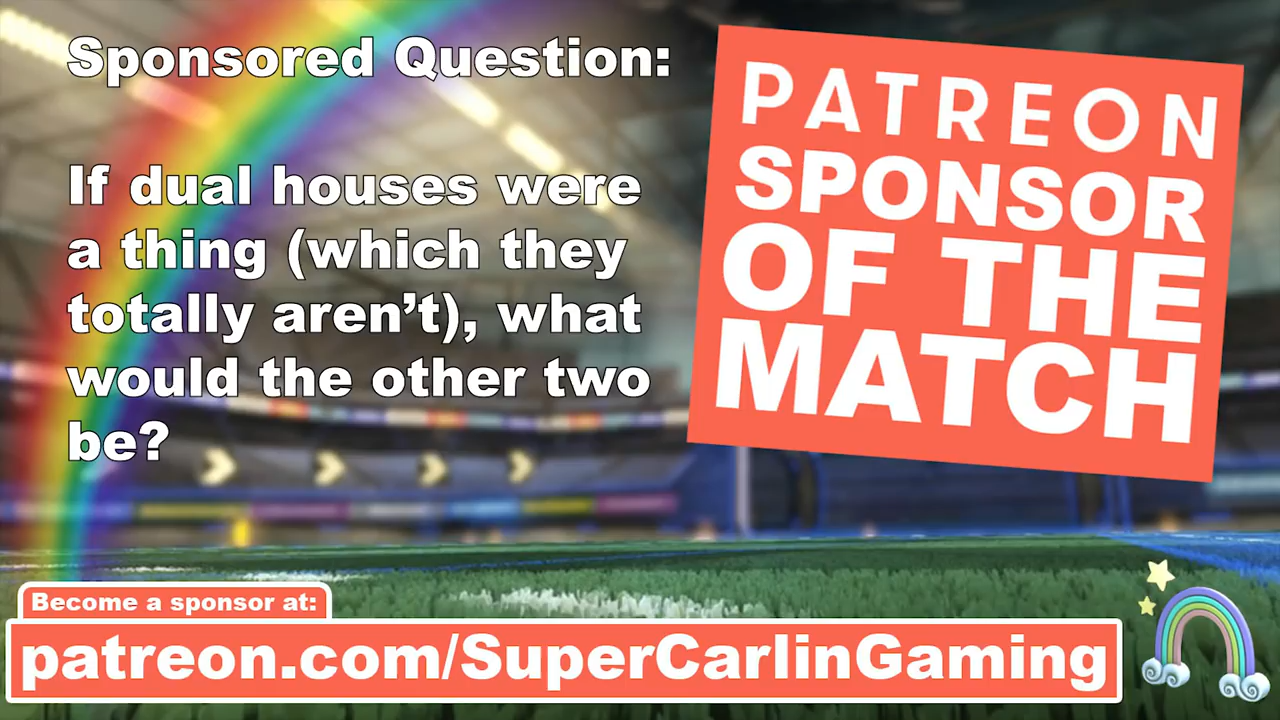 Sponsored Question:
If dual houses were
a thing (which they
totally aren't), what
would the other two
be?
PATREON
SPONSOR
OF THE
MATCH
Become a sponsor at:
patreon.com/SuperCarlinGaming